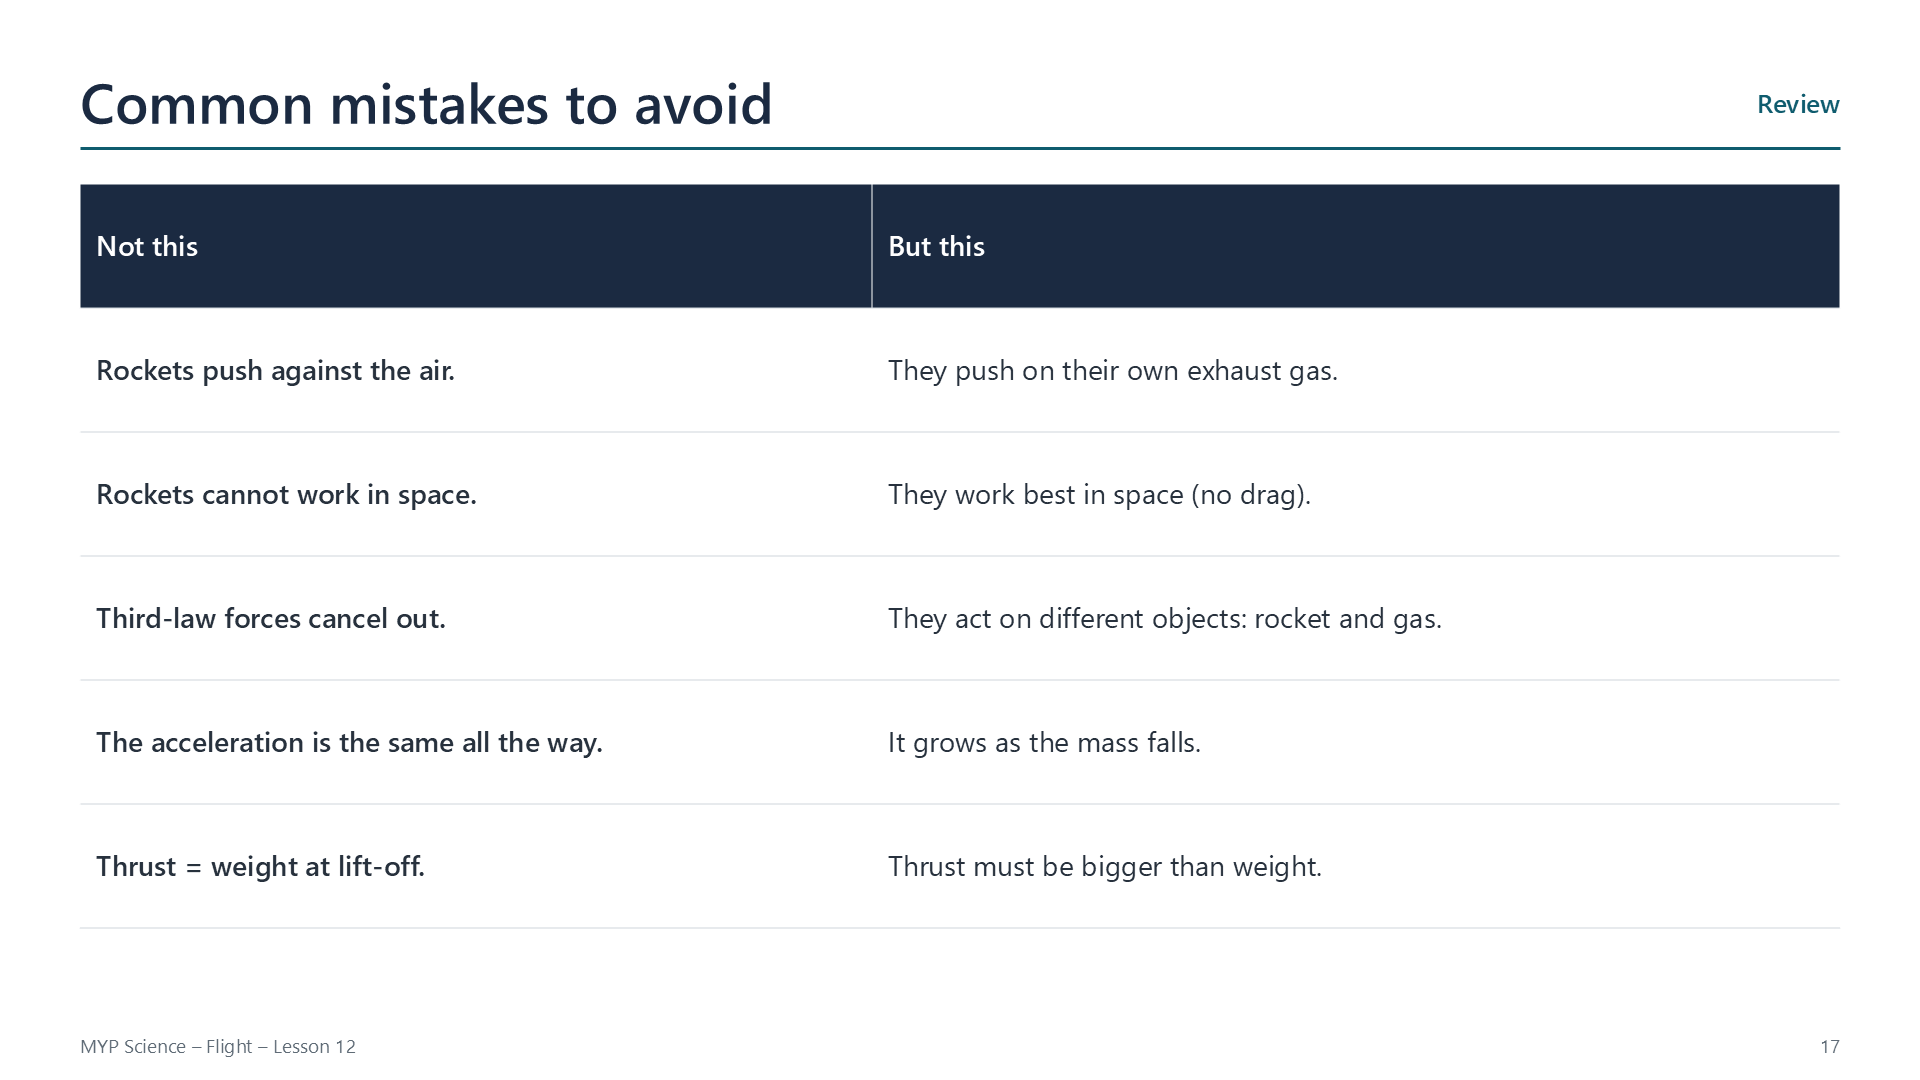 Common mistakes to avoid
Review
Not this
But this
Rockets push against the air.
They push on their own exhaust gas.
Rockets cannot work in space.
They work best in space (no drag).
Third-law forces cancel out.
They act on different objects: rocket and gas.
The acceleration is the same all the way.
It grows as the mass falls.
Thrust = weight at lift-off.
Thrust must be bigger than weight.
MYP Science – Flight – Lesson 12
17